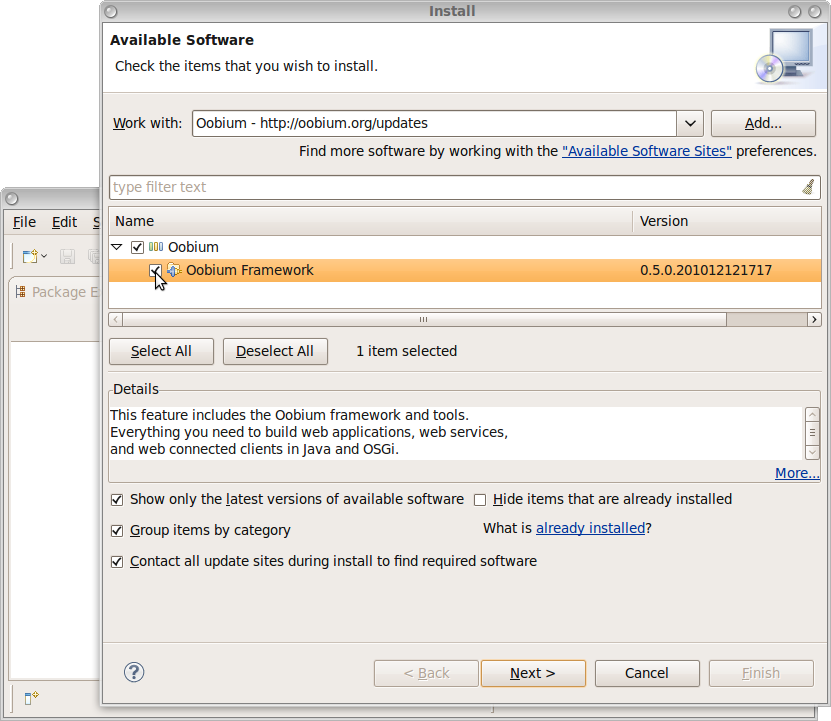 Install
Available Software
Check the items that you wish to install.
Work with: Oobium - http://oobium.org/updates Add...
Find more software by working with the "Available Software Sites" preferences.
type filter text
File Edit S
Name Version
Oobium
Oobium Framework 0.5.0.201012121717
Package E
Select All Deselect All 1 item selected
Details
This feature includes the Oobium framework and tools.
Everything you need to build web applications, web services,
and web connected clients in Java and OSGi.
More...
Show only the latest versions of available software Hide items that are already installed
Group items by category What is already installed?
Contact all update sites during install to find required software
? < Back Next > Cancel Finish